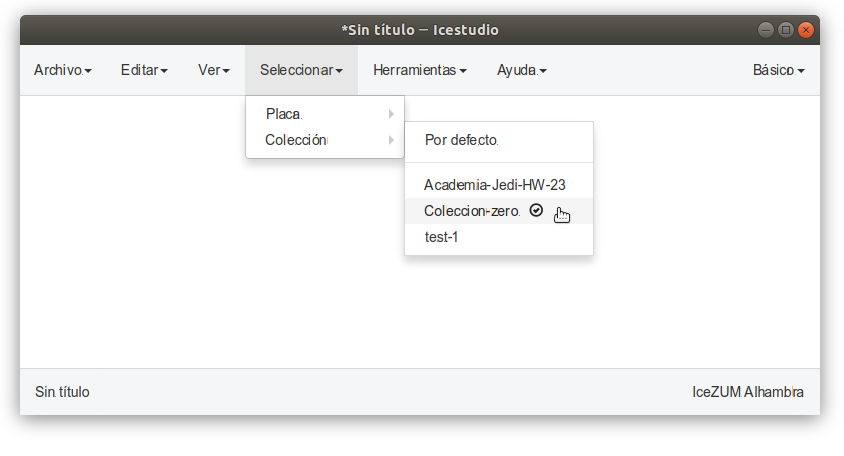 *Sin título – Icestudio
Archivo Editar Ver Seleccionar Herramientas Ayuda Básico
Placa
Colección
Por defecto
Academia-Jedi-HW-23
Coleccion-zero
test-1
Sin título IceZUM Alhambra